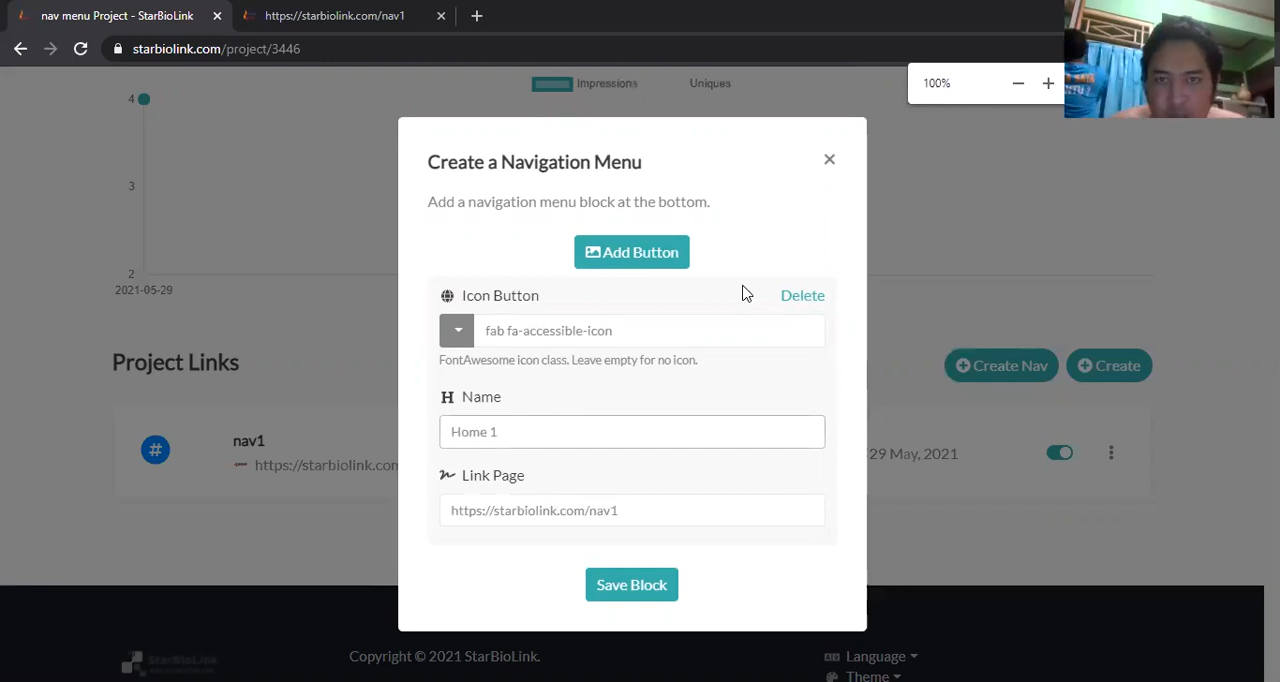 nav menu Project - StarBioLink
https://starbiolink.com/nav1
starbiolink.com/project/3446
100%
Impressions
Uniques
4
3
2
2021-05-29
Create a Navigation Menu
Add a navigation menu block at the bottom.
Add Button
Icon Button
Delete
fab fa-accessible-icon
FontAwesome icon class. Leave empty for no icon.
H Name
Home 1
Link Page
https://starbiolink.com/nav1
Save Block
Project Links
Create Nav
Create
#
nav1
https://starbiolink.com
29 May, 2021
StarBioLink
Copyright © 2021 StarBioLink.
Language
Theme